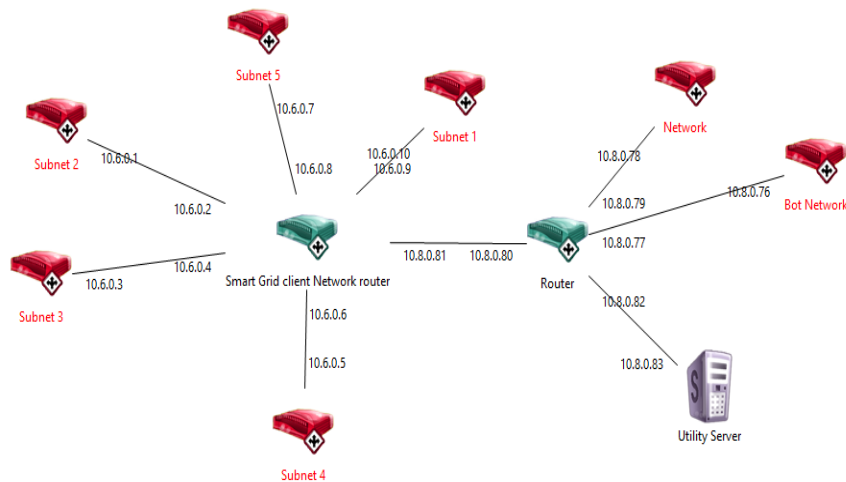 Subnet 5
10.6.0.7
10.6.0.8
Subnet 1
10.6.0.10
10.6.0.9
Network
10.8.0.78
10.8.0.79
Subnet 2
10.6.0.1
10.6.0.2
Bot Network
10.8.0.76
10.8.0.77
Subnet 3
10.6.0.3
10.6.0.4
Smart Grid client Network router
10.8.0.81
10.8.0.80
Router
10.6.0.6
10.6.0.5
10.8.0.82
10.8.0.83
Utility Server
Subnet 4